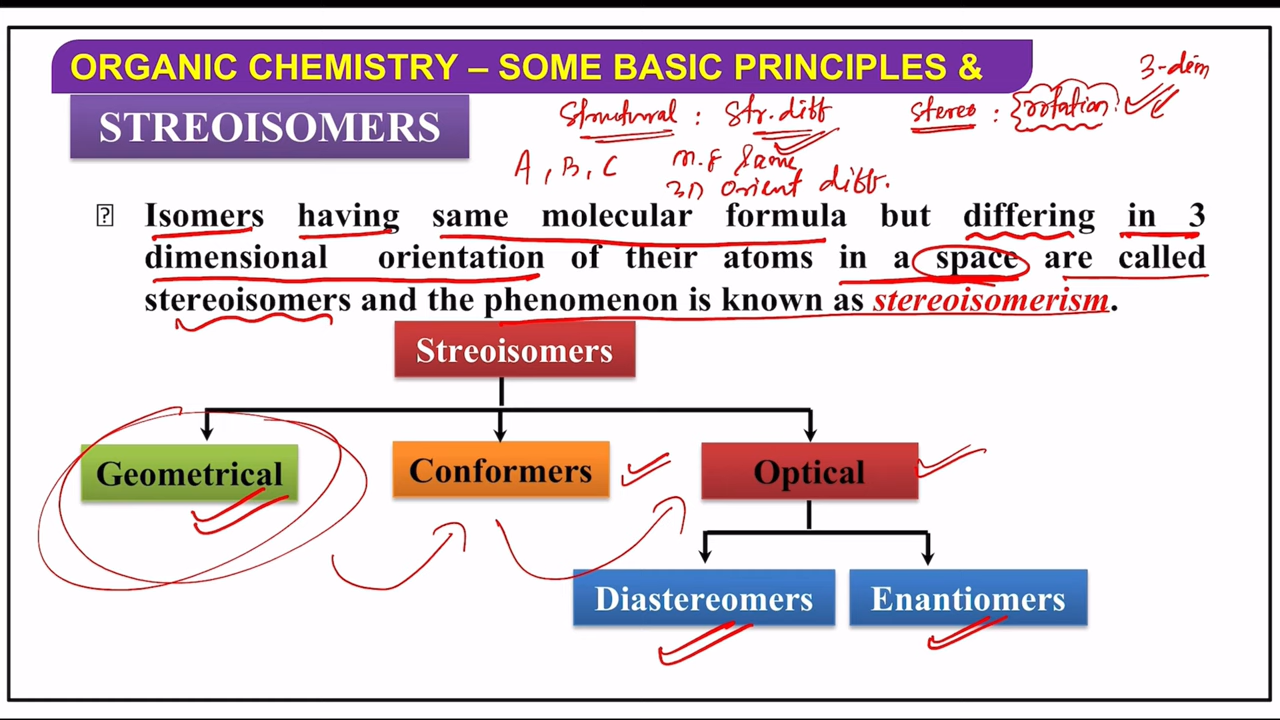 ORGANIC CHEMISTRY – SOME BASIC PRINCIPLES &
STREOISOMERS
Structural : Str. diff
stereo : rotation
3-dim
A, B, C
M.F Same
3D Orient diff.
Isomers having same molecular formula but differing in 3
dimensional orientation of their atoms in a space are called
stereoisomers and the phenomenon is known as stereoisomerism.
Streoisomers
Geometrical
Conformers
Optical
Diastereomers
Enantiomers